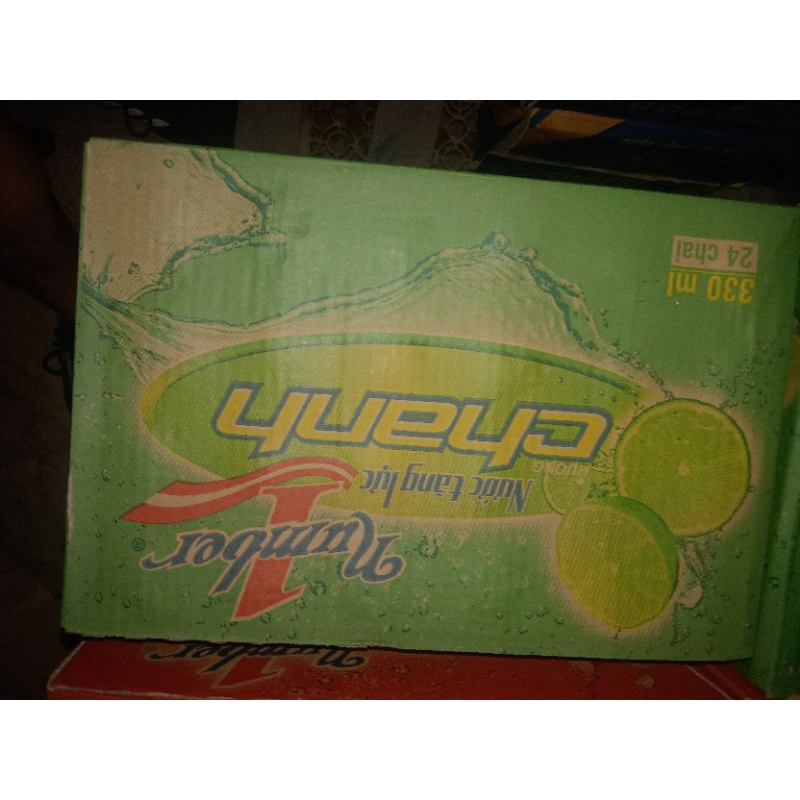 Number
1
®
Nước tăng lực
HƯƠNG
chanh
330 ml
24 chai
Number
1
®